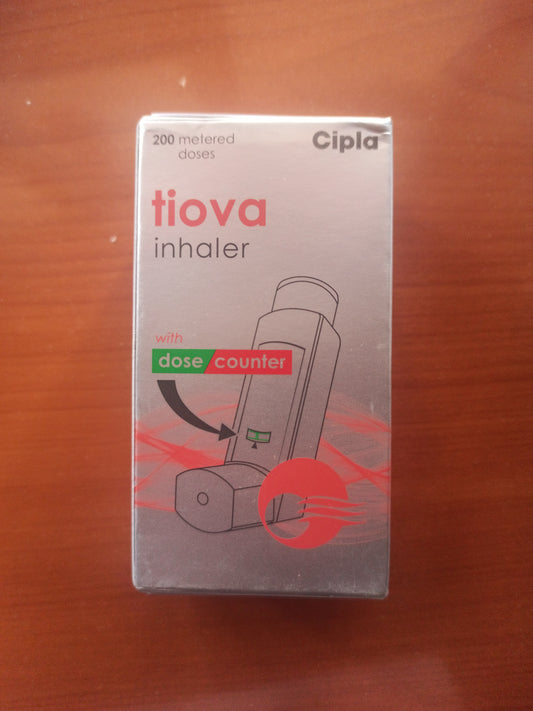 200 metered
doses
Cipla
tiova
inhaler
with
dose/counter